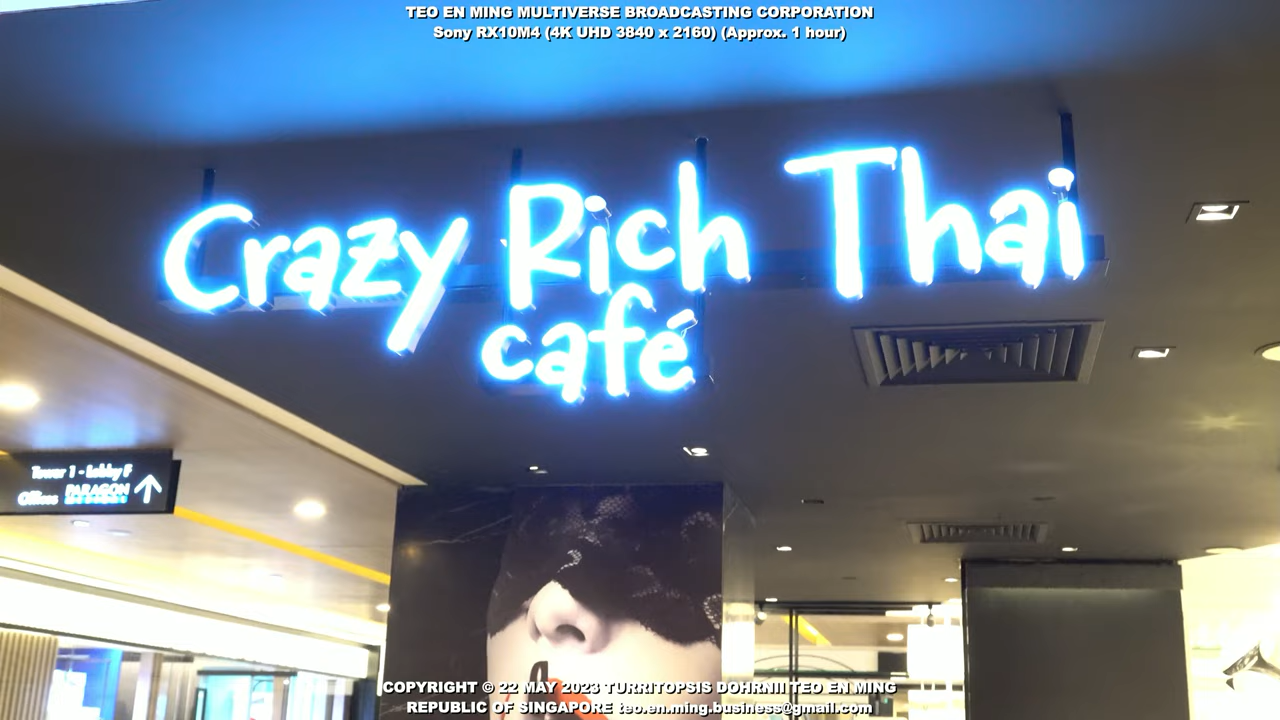 TEO EN MING MULTIVERSE BROADCASTING CORPORATION
Sony RX10M4 (4K UHD 3840 x 2160) (Approx. 1 hour)
Crazy Rich Thai
café
Tower 1 - Lobby F
Offices PARAGON
COPYRIGHT © 22 MAY 2023 TURRITOPSIS DOHRNII TEO EN MING
REPUBLIC OF SINGAPORE teo.en.ming.business@gmail.com